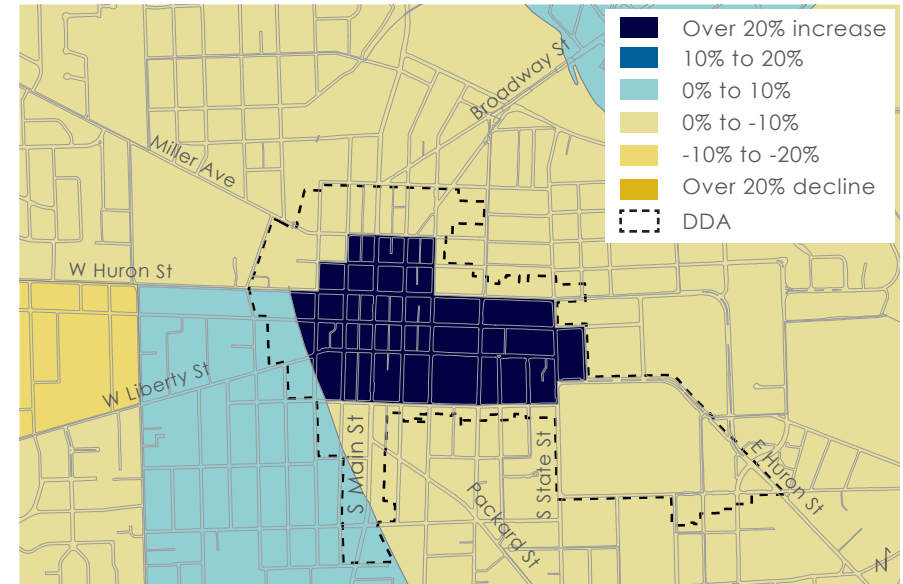 Over 20% increase
10% to 20%
0% to 10%
0% to -10%
-10% to -20%
Over 20% decline
DDA
Broadway St
Miller Ave
W Huron St
W Liberty St
S Main St
S State St
Packard St
E Huron St
N